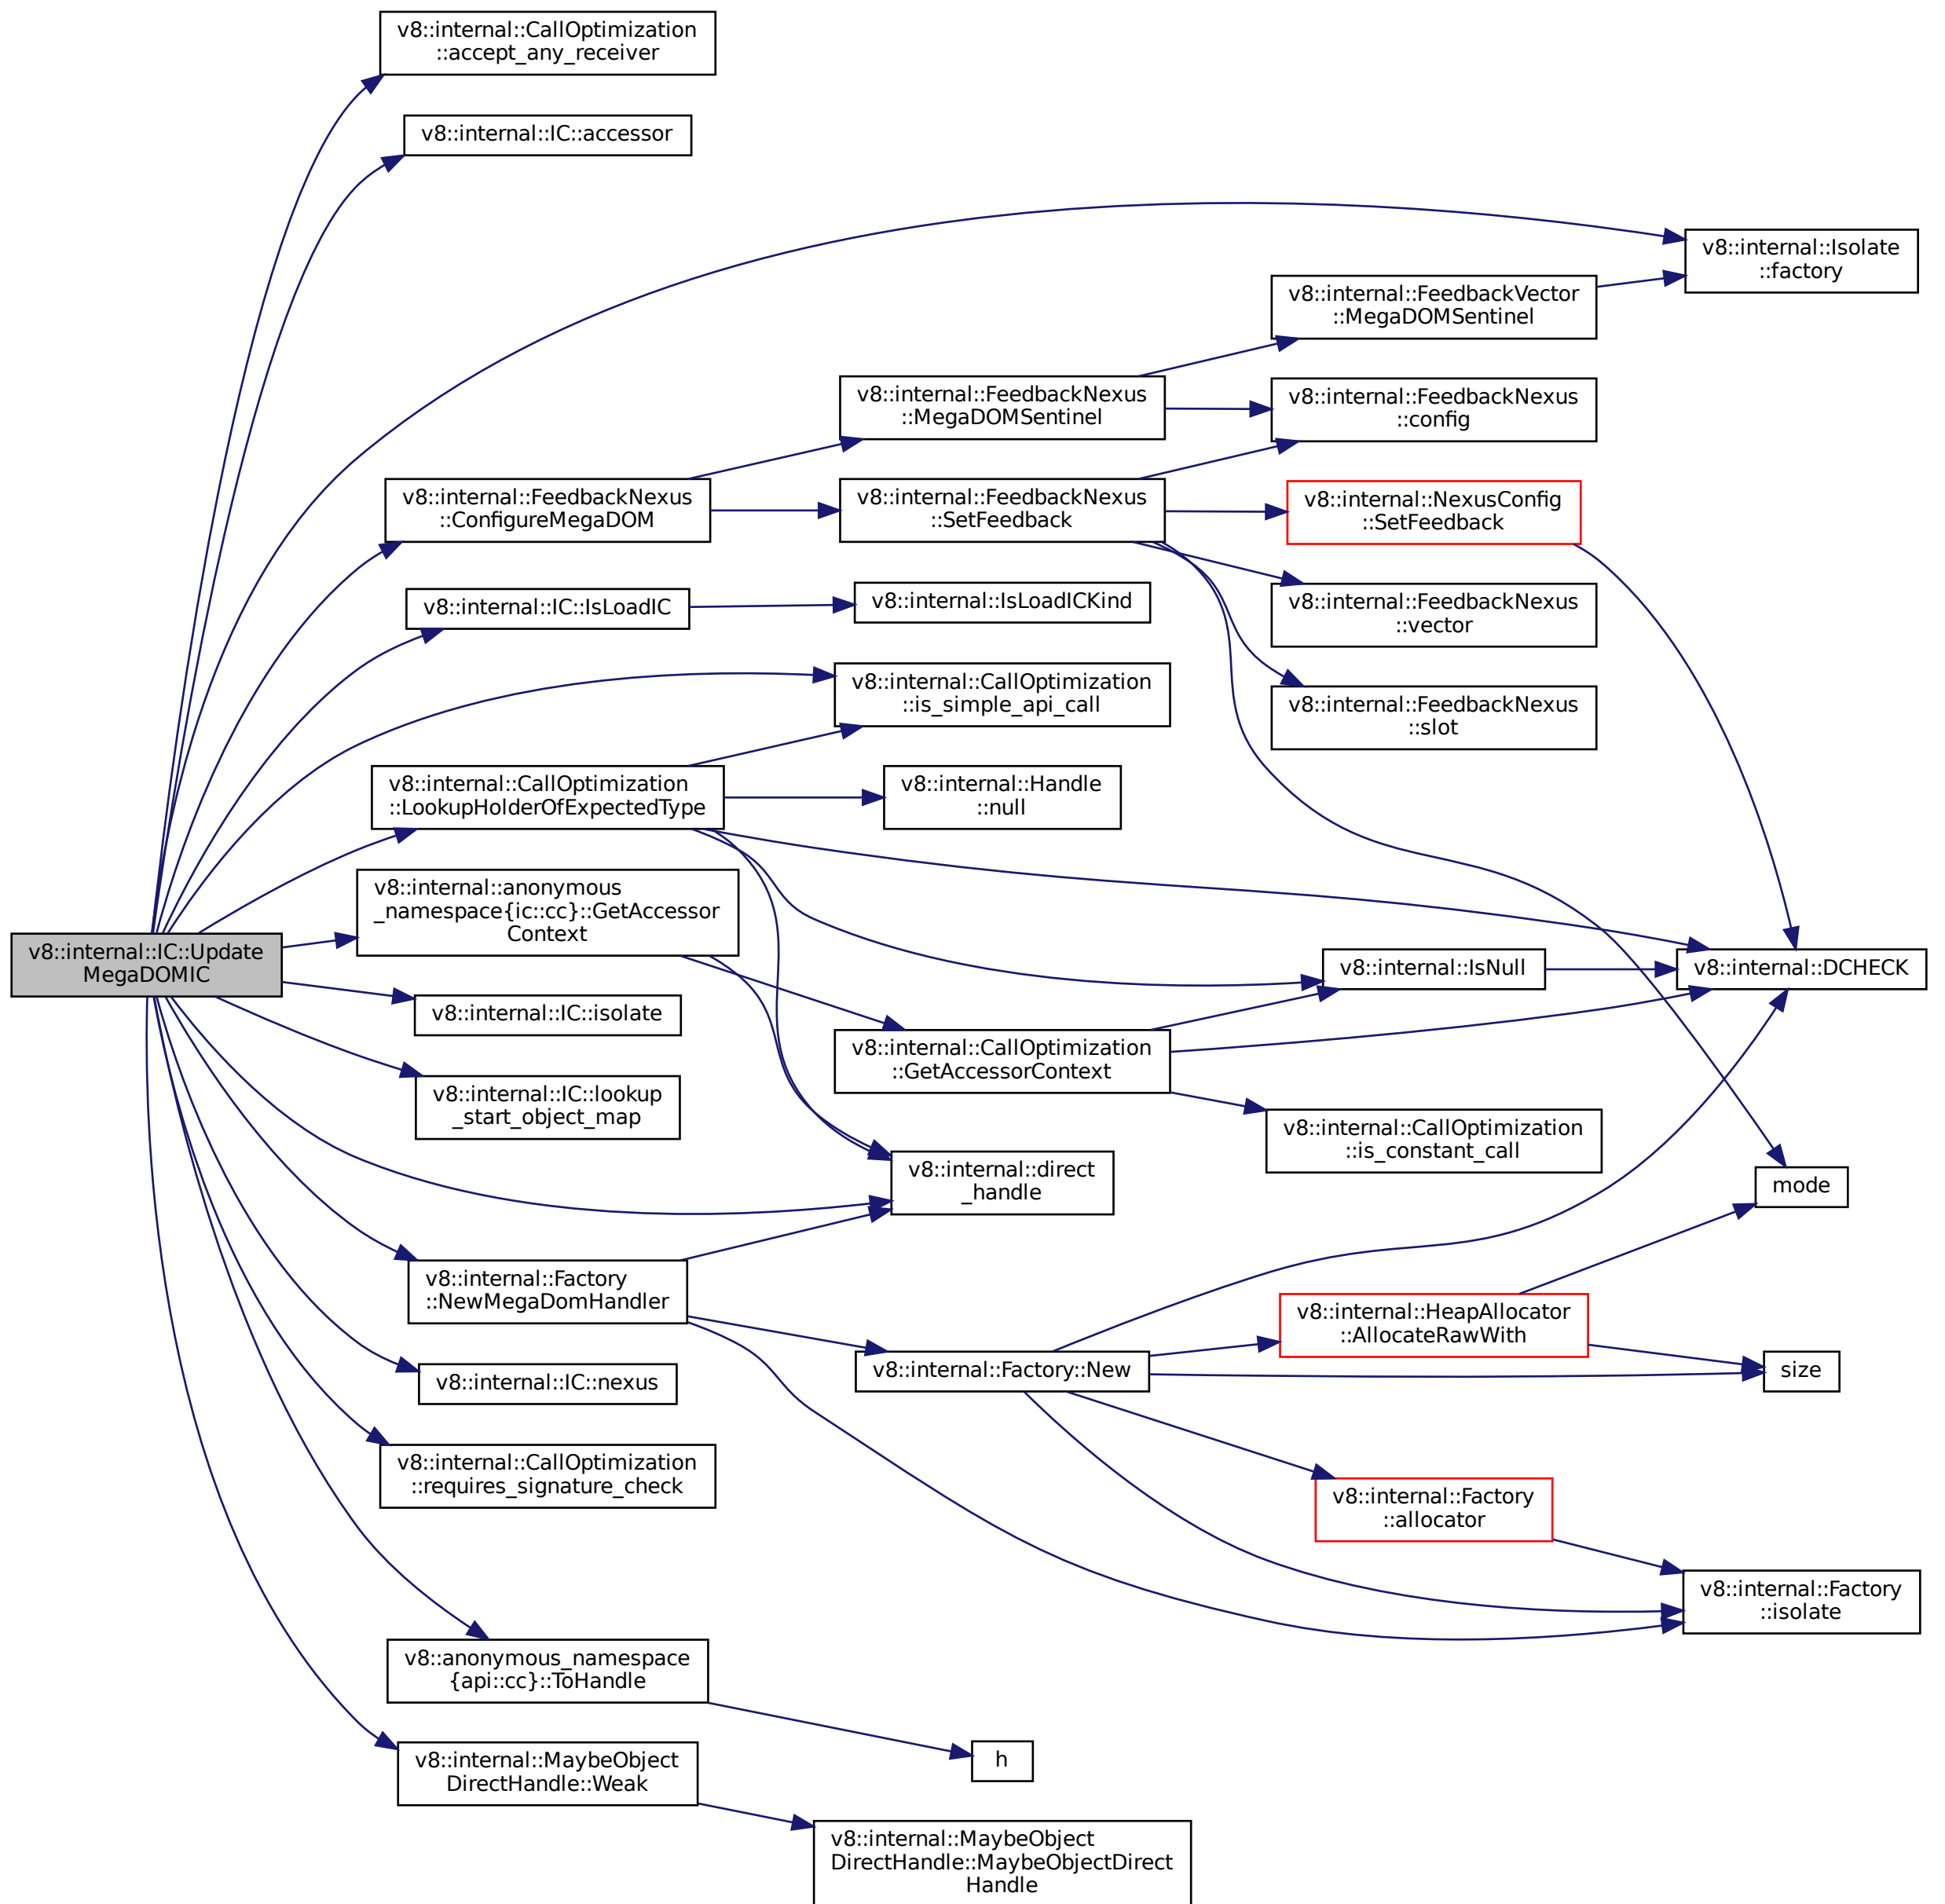 v8::internal::CallOptimization
::accept_any_receiver
v8::internal::IC::accessor
v8::internal::Isolate
::factory
v8::internal::FeedbackVector
::MegaDOMSentinel
v8::internal::FeedbackNexus
::MegaDOMSentinel
v8::internal::FeedbackNexus
::config
v8::internal::FeedbackNexus
::ConfigureMegaDOM
v8::internal::FeedbackNexus
::SetFeedback
v8::internal::NexusConfig
::SetFeedback
v8::internal::IC::IsLoadIC
v8::internal::IsLoadICKind
v8::internal::FeedbackNexus
::vector
v8::internal::CallOptimization
::is_simple_api_call
v8::internal::FeedbackNexus
::slot
v8::internal::CallOptimization
::LookupHolderOfExpectedType
v8::internal::Handle
::null
v8::internal::anonymous
_namespace{ic::cc}::GetAccessor
Context
v8::internal::IC::Update
MegaDOMIC
v8::internal::IsNull
v8::internal::DCHECK
v8::internal::IC::isolate
v8::internal::CallOptimization
::GetAccessorContext
v8::internal::IC::lookup
_start_object_map
v8::internal::CallOptimization
::is_constant_call
v8::internal::direct
_handle
mode
v8::internal::Factory
::NewMegaDomHandler
v8::internal::HeapAllocator
::AllocateRawWith
v8::internal::IC::nexus
v8::internal::Factory::New
size
v8::internal::CallOptimization
::requires_signature_check
v8::internal::Factory
::allocator
v8::internal::Factory
::isolate
v8::anonymous_namespace
{api::cc}::ToHandle
h
v8::internal::MaybeObject
DirectHandle::Weak
v8::internal::MaybeObject
DirectHandle::MaybeObjectDirect
Handle